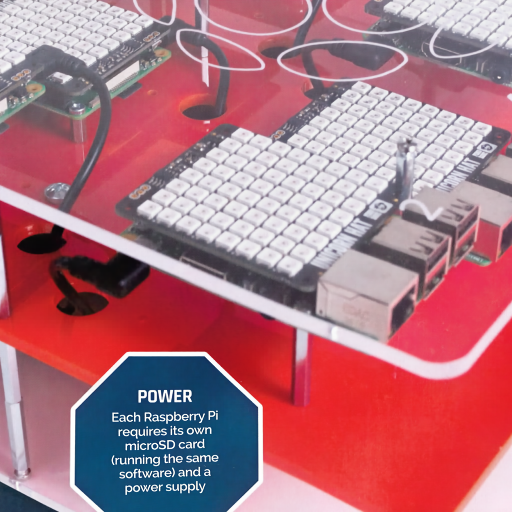 POWER
Each Raspberry Pi
requires its own
microSD card
(running the same
software) and a
power supply